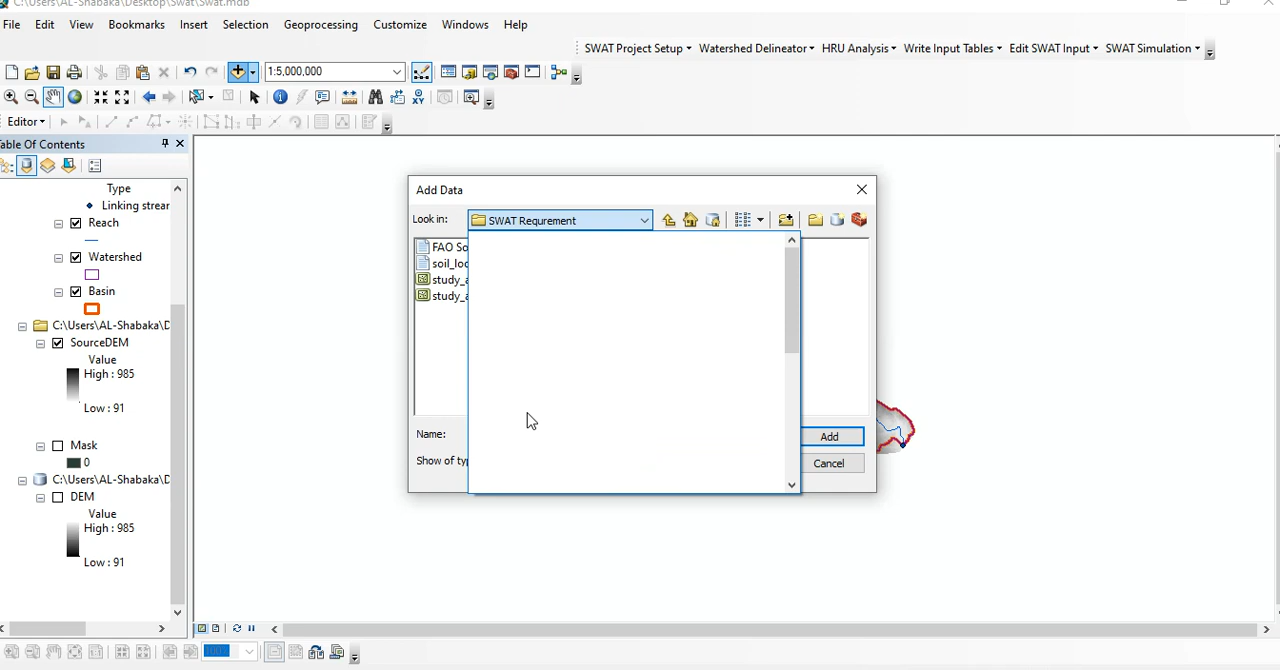 C:\Users\AL-Shabaka\Desktop\Swat\Swat.mdb
File Edit View Bookmarks Insert Selection Geoprocessing Customize Windows Help
SWAT Project Setup Watershed Delineator HRU Analysis Write Input Tables Edit SWAT Input SWAT Simulation
1:5,000,000
Editor
able Of Contents
Type
Linking strear
Reach
Watershed
Basin
C:\Users\AL-Shabaka\D
SourceDEM
Value
High : 985
Low : 91
Mask
0
C:\Users\AL-Shabaka\D
DEM
Value
High : 985
Low : 91
Add Data
Look in: SWAT Requrement
FAO So
soil_loo
study_a
study_a
Name:
Show of typ
Add
Cancel